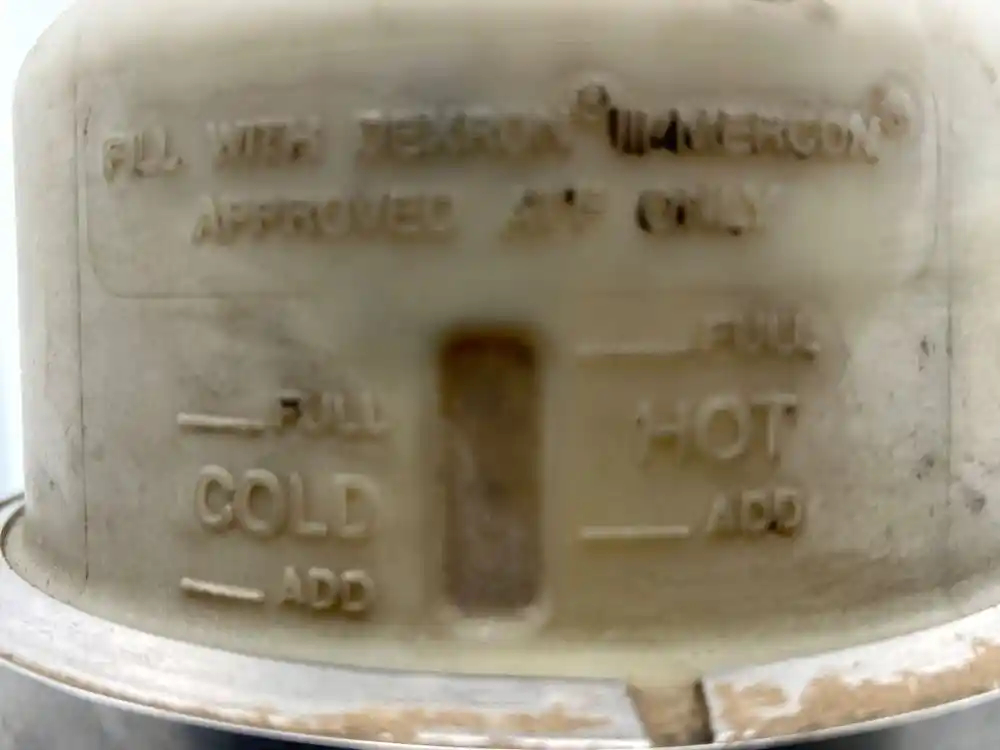 FILL WITH DEXRON® III/MERCON®
APPROVED ATF ONLY
FULL
FULL
HOT
COLD
ADD
ADD